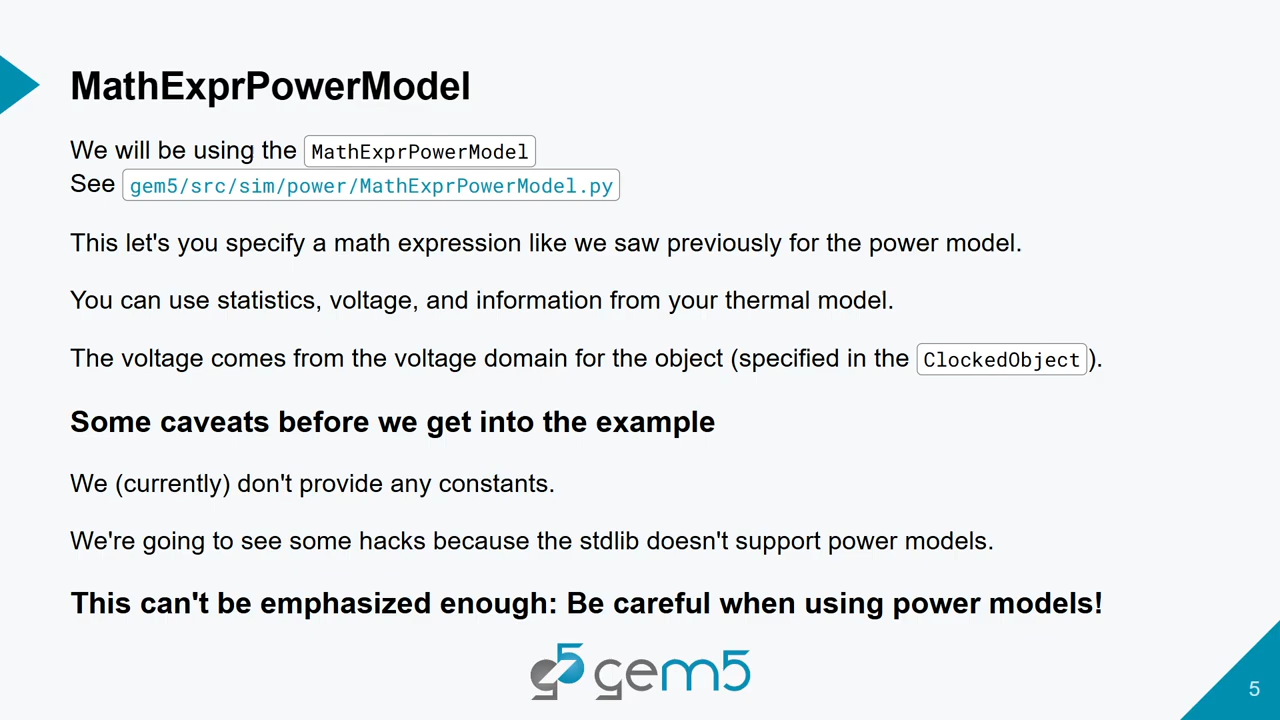 MathExprPowerModel
We will be using the MathExprPowerModel
See gem5/src/sim/power/MathExprPowerModel.py
This let's you specify a math expression like we saw previously for the power model.
You can use statistics, voltage, and information from your thermal model.
The voltage comes from the voltage domain for the object (specified in the ClockedObject).
Some caveats before we get into the example
We (currently) don't provide any constants.
We're going to see some hacks because the stdlib doesn't support power models.
This can't be emphasized enough: Be careful when using power models!
g5 gem5
5